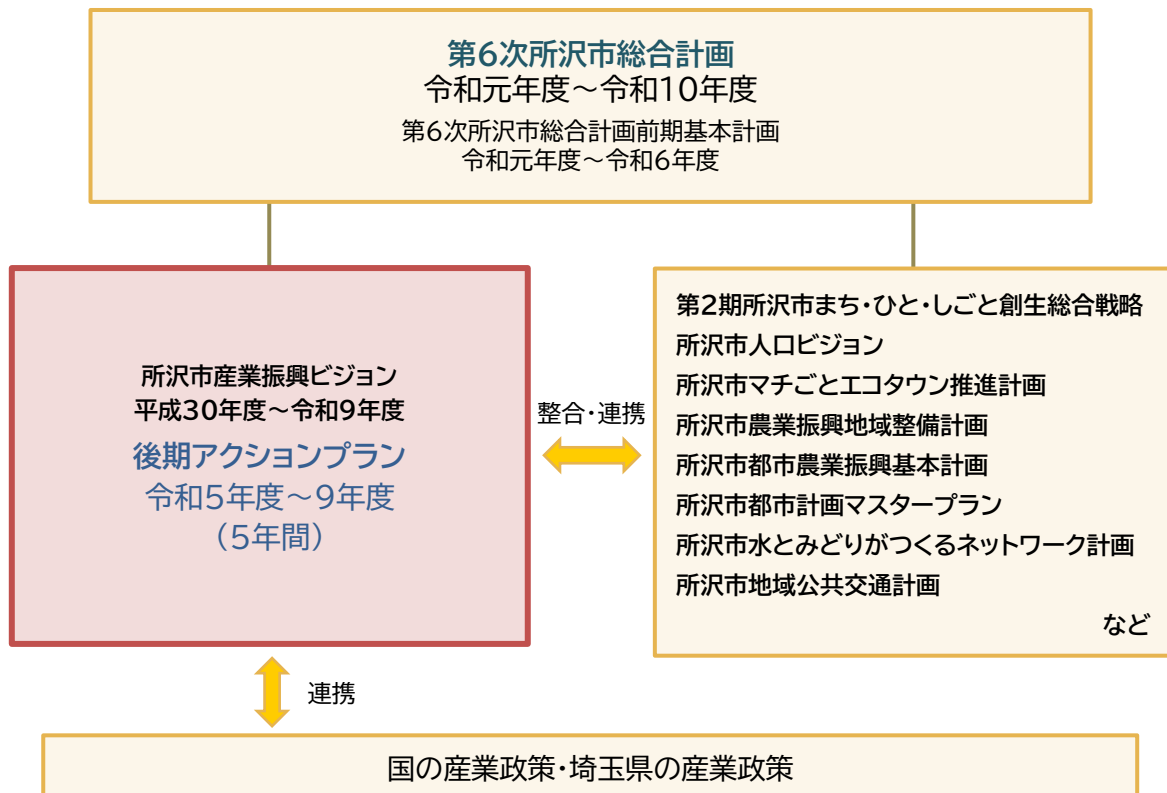 第6次所沢市総合計画
令和元年度～令和10年度
第6次所沢市総合計画前期基本計画
令和元年度～令和6年度
所沢市産業振興ビジョン
平成30年度～令和9年度
後期アクションプラン
令和5年度～9年度
（5年間）
整合・連携
第2期所沢市まち・ひと・しごと創生総合戦略
所沢市人口ビジョン
所沢市マチごとエコタウン推進計画
所沢市農業振興地域整備計画
所沢市都市農業振興基本計画
所沢市都市計画マスタープラン
所沢市水とみどりがつくるネットワーク計画
所沢市地域公共交通計画
など
連携
国の産業政策・埼玉県の産業政策